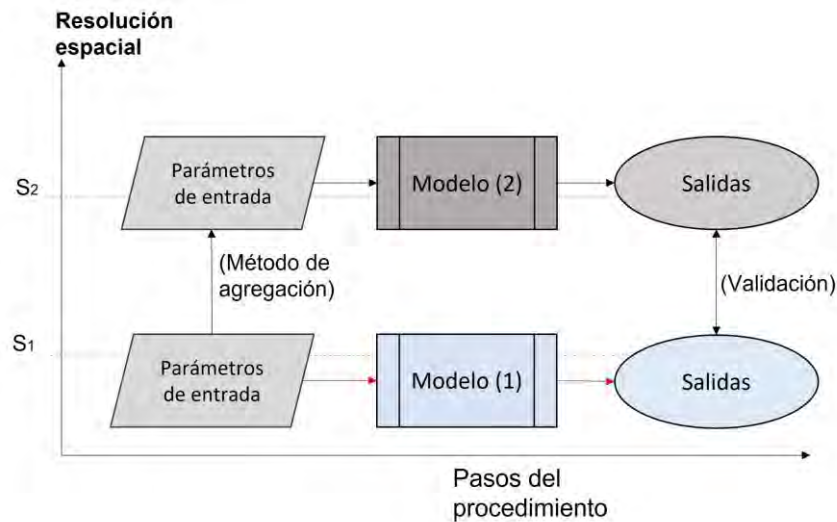 Resolución
espacial
S2
Parámetros
de entrada
Modelo (2)
Salidas
(Método de
agregación)
(Validación)
S1
Parámetros
de entrada
Modelo (1)
Salidas
Pasos del
procedimiento